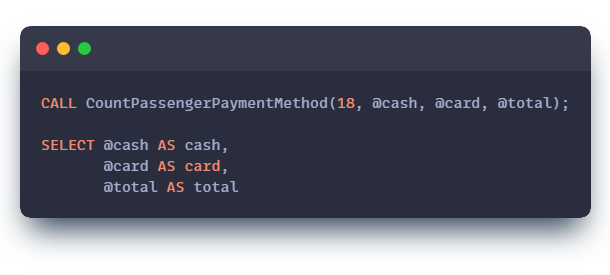 CALL CountPassengerPaymentMethod(18, @cash, @card, @total);
SELECT @cash AS cash,
@card AS card,
@total AS total